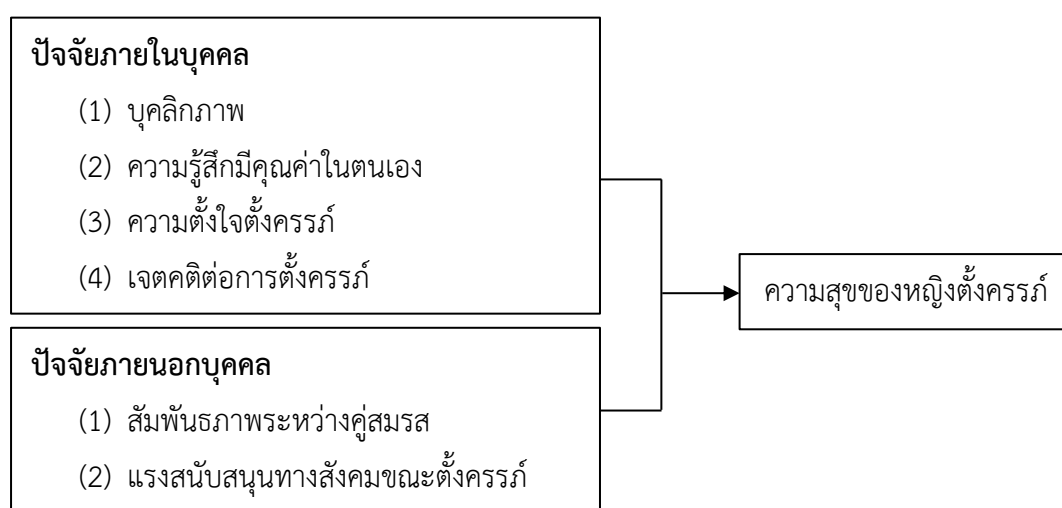 ปัจจัยภายในบุคคล
(1) บุคลิกภาพ
(2) ความรู้สึกมีคุณค่าในตนเอง
(3) ความตั้งใจตั้งครรภ์
(4) เจตคติต่อการตั้งครรภ์
ความสุขของหญิงตั้งครรภ์
ปัจจัยภายนอกบุคคล
(1) สัมพันธภาพระหว่างคู่สมรส
(2) แรงสนับสนุนทางสังคมขณะตั้งครรภ์